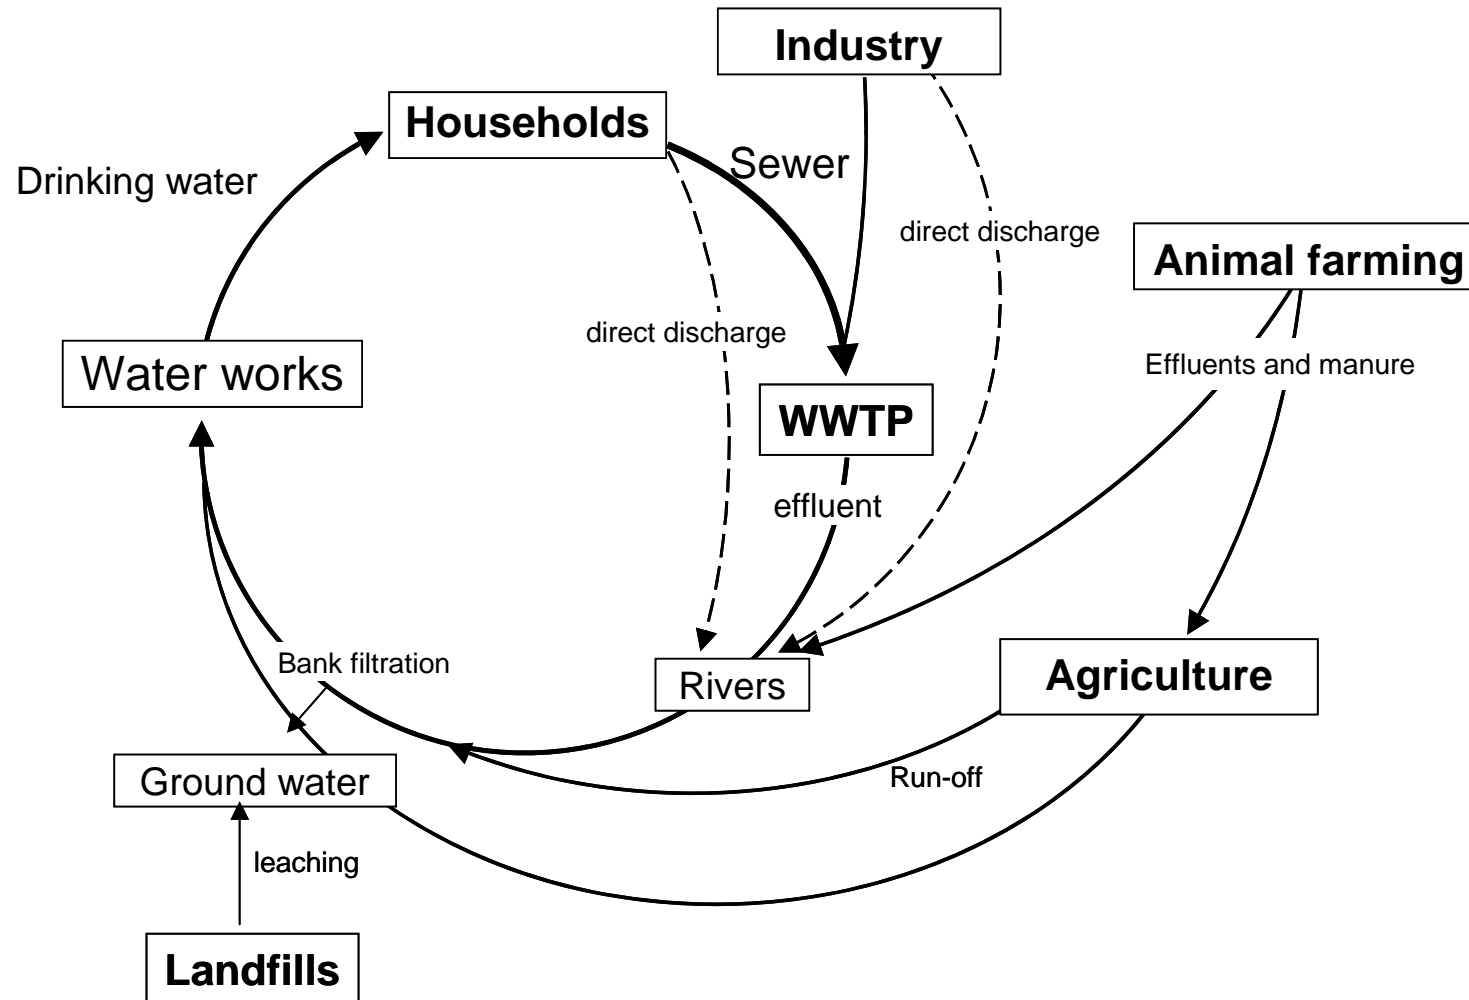 Industry
Households
Sewer
Drinking water
direct discharge
Animal farming
direct discharge
Water works
Effluents and manure
WWTP
effluent
Bank filtration
Rivers
Agriculture
Ground water
Run-off
leaching
Landfills